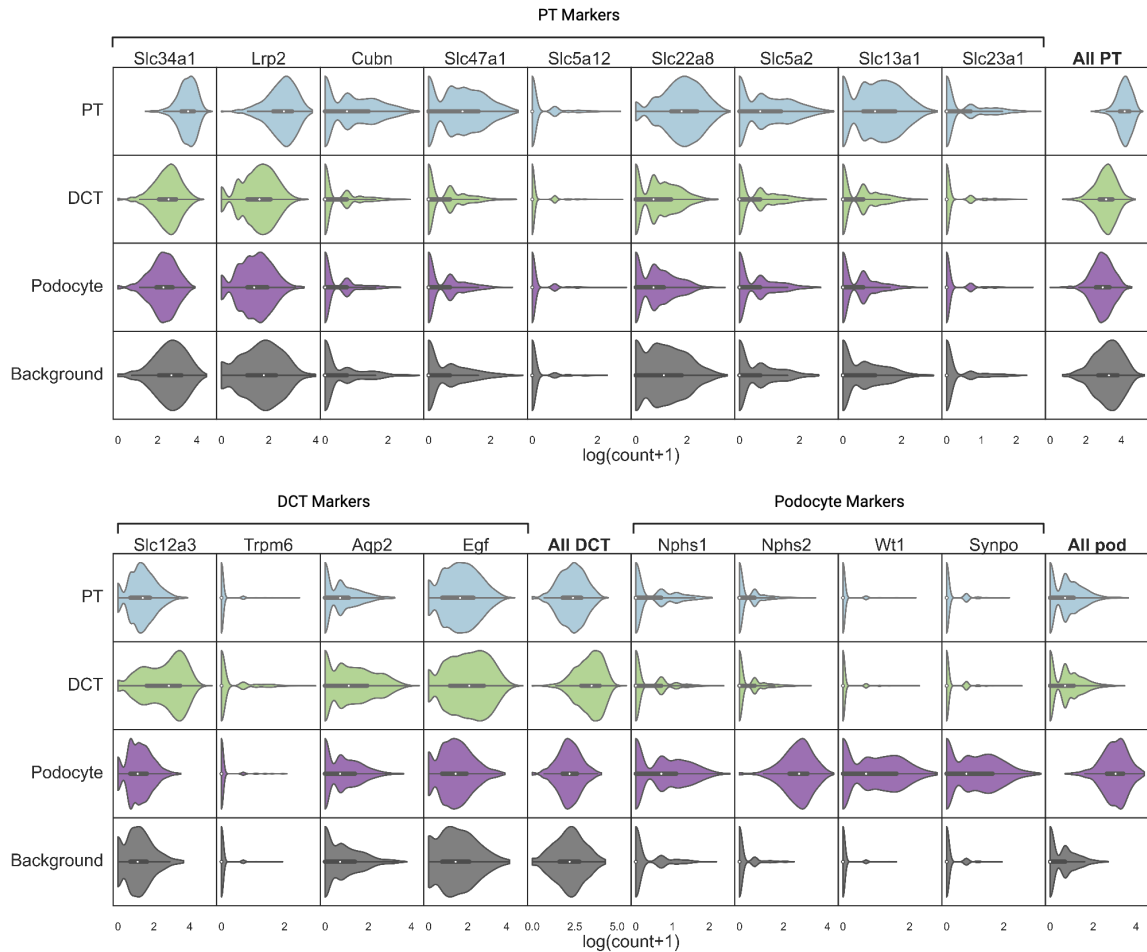 PT Markers
Slc34a1 Lrp2 Cubn Slc47a1 Slc5a12 Slc22a8 Slc5a2 Slc13a1 Slc23a1 All PT
PT
DCT
Podocyte
Background
0 2 4 0 2 4 0 2 0 2 0 2 0 2 0 2 0 2 0 1 2 0 2 4
log(count+1)
DCT Markers Podocyte Markers
Slc12a3 Trpm6 Aqp2 Egf All DCT Nphs1 Nphs2 Wt1 Synpo All pod
PT
DCT
Podocyte
Background
0 2 4 0 2 0 2 4 0 2 4 0 2.5 5.0 0 1 2 0 2 4 0 1 2 0 1 2 0 2 4
log(count+1)